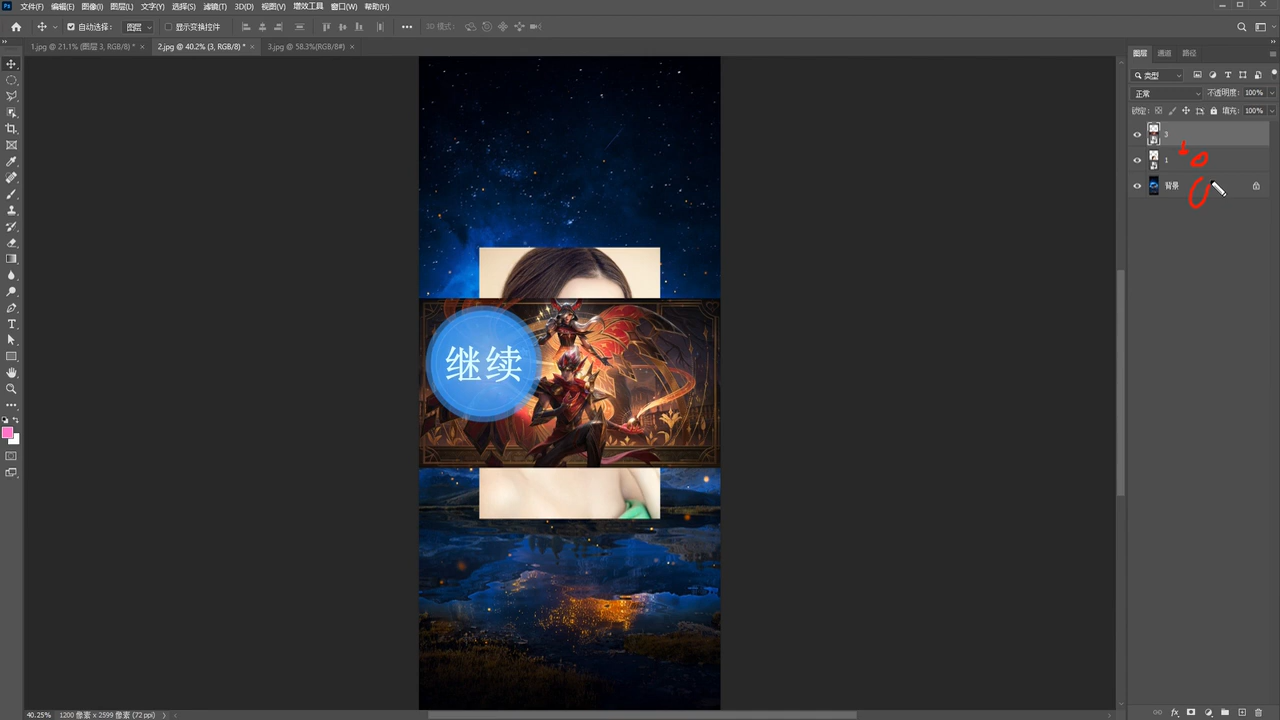 Ps 文件(F) 编辑(E) 图像(I) 图层(L) 文字(Y) 选择(S) 滤镜(T) 3D(D) 视图(V) 增效工具 窗口(W) 帮助(H)
自动选择: 图层 显示变换控件 3D 模式:
1.jpg @ 21.1% (图层 3, RGB/8) * × 2.jpg @ 40.2% (3, RGB/8) * × 3.jpg @ 58.3%(RGB/8#) ×
图层 通道 路径
类型
正常 不透明度: 100%
锁定: 填充: 100%
3
1
背景
继续
40.25% 1200 像素 x 2599 像素 (72 ppi)